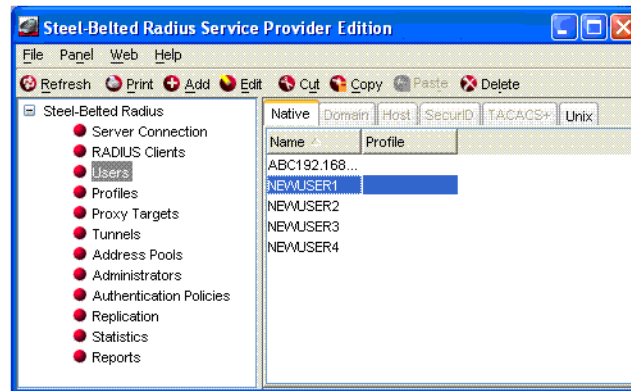 Steel-Belted Radius Service Provider Edition
File Panel Web Help
Refresh Print Add Edit Cut Copy Paste Delete
Steel-Belted Radius
Server Connection
RADIUS Clients
Users
Profiles
Proxy Targets
Tunnels
Address Pools
Administrators
Authentication Policies
Replication
Statistics
Reports
Native Domain Host SecurID TACACS+ Unix
Name Profile
ABC192.168...
NEWUSER1
NEWUSER2
NEWUSER3
NEWUSER4